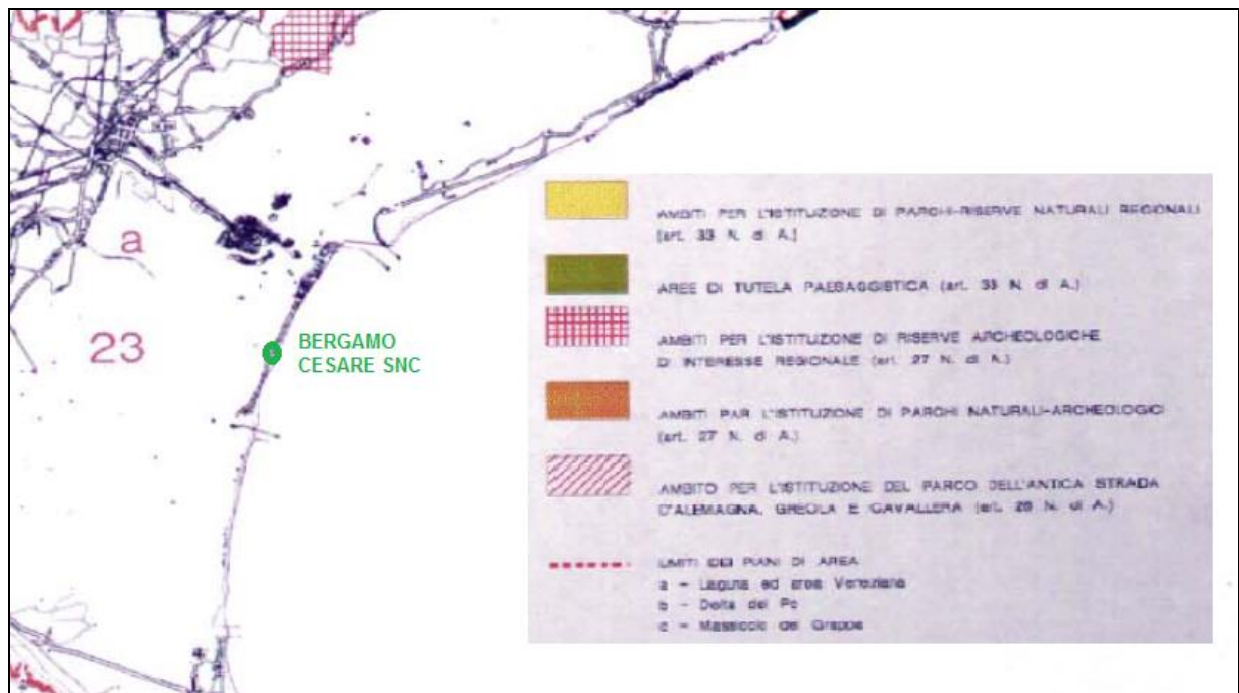 a
23
BERGAMO
CESARE SNC
AMBITI PER L'ISTITUZIONE DI PARCHI-RISERVE NATURALI REGIONALI
(art. 33 N. di A.)
AREE DI TUTELA PAESAGGISTICA (art. 33 N. di A.)
AMBITI PER L'ISTITUZIONE DI RISERVE ARCHEOLOGICHE
DI INTERESSE REGIONALE (art. 27 N. di A.)
AMBITI PAR L'ISTITUZIONE DI PARCHI NATURALI-ARCHEOLOGICI
(art. 27 N. di A.)
AMBITO PER L'ISTITUZIONE DEL PARCO DELL'ANTICA STRADA
D'ALEMAGNA, GREOLA E CAVALLERA (art. 28 N. di A.)
LIMITI DEI PIANI DI AREA
a = Laguna ed area Veneziana
b - Delta del Po
c = Massiccio del Grappa